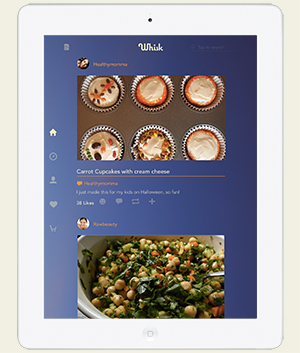 Whisk
Healthymomma
Carrot Cupcakes with cream cheese
Healthymomma
I just made this for my kids on Halloween, so fun!
38 Likes
Rawbeauty